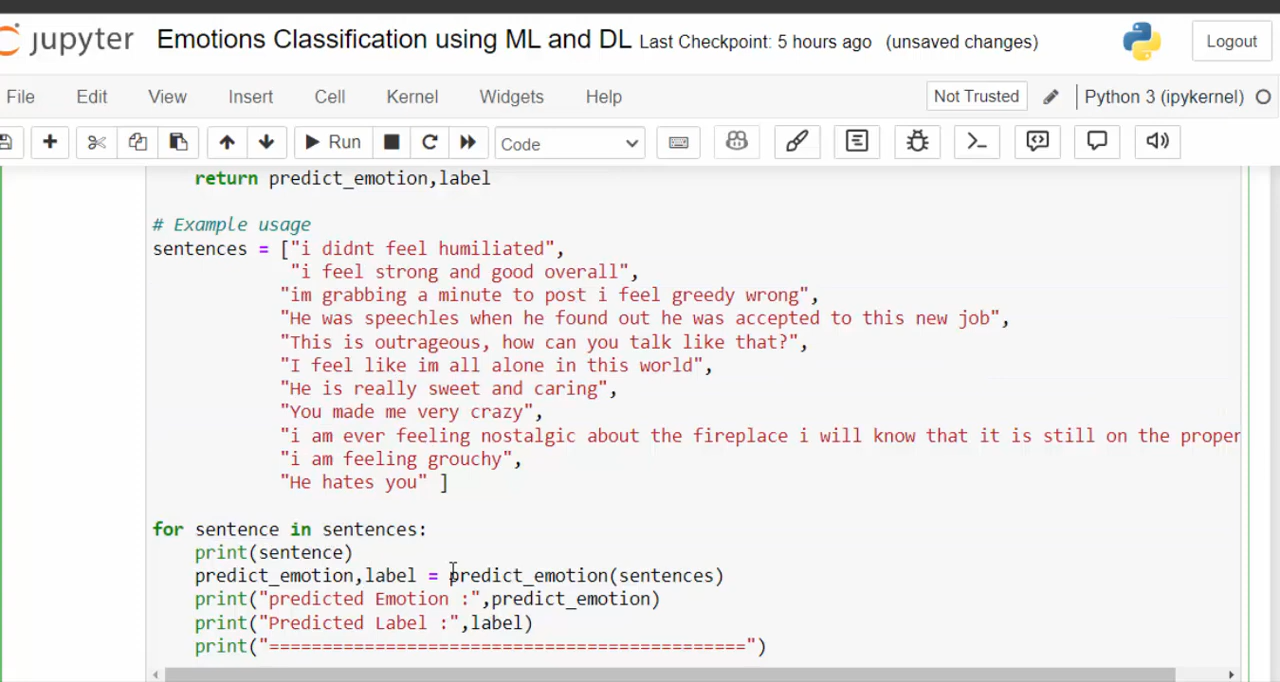 jupyter Emotions Classification using ML and DL Last Checkpoint: 5 hours ago (unsaved changes) Logout
File Edit View Insert Cell Kernel Widgets Help Not Trusted Python 3 (ipykernel)
Run Code
return predict_emotion,label
# Example usage
sentences = ["i didnt feel humiliated",
"i feel strong and good overall",
"im grabbing a minute to post i feel greedy wrong",
"He was speechles when he found out he was accepted to this new job",
"This is outrageous, how can you talk like that?",
"I feel like im all alone in this world",
"He is really sweet and caring",
"You made me very crazy",
"i am ever feeling nostalgic about the fireplace i will know that it is still on the proper
"i am feeling grouchy",
"He hates you" ]
for sentence in sentences:
print(sentence)
predict_emotion,label = predict_emotion(sentences)
print("predicted Emotion :",predict_emotion)
print("Predicted Label :",label)
print("=============================================")